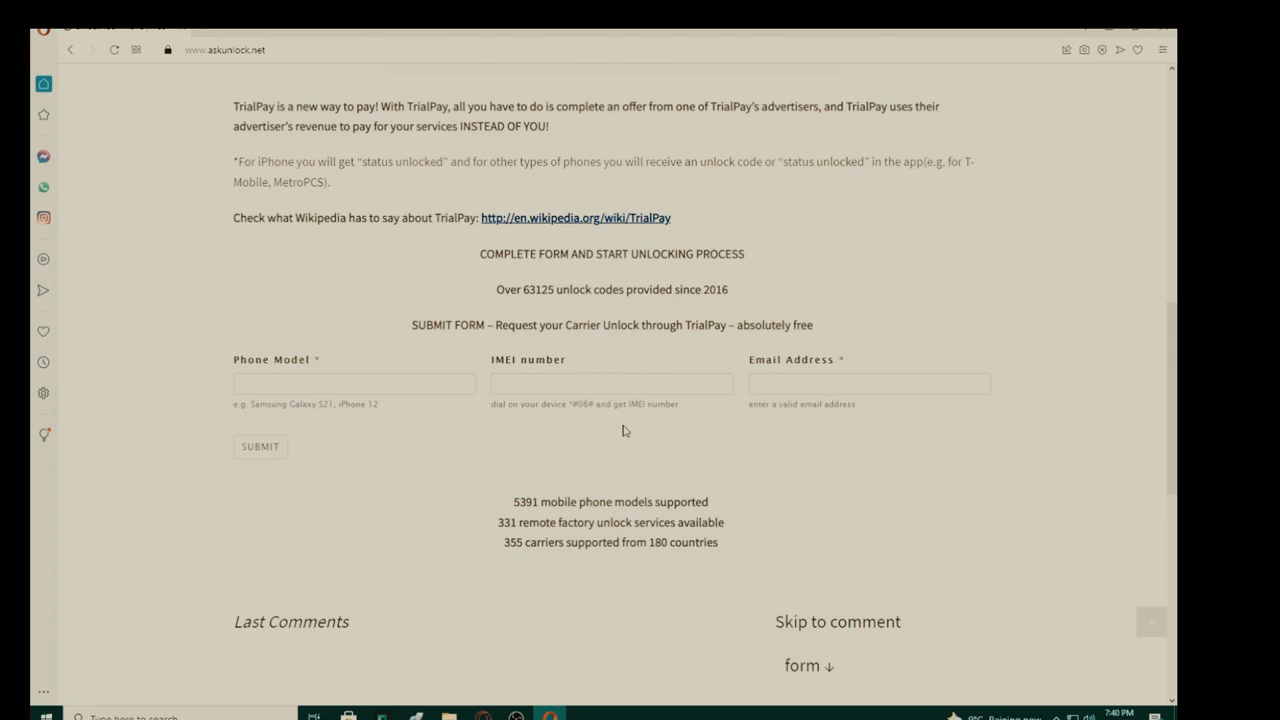 www.askunlock.net
TrialPay is a new way to pay! With TrialPay, all you have to do is complete an offer from one of TrialPay's advertisers, and TrialPay uses their
advertiser's revenue to pay for your services INSTEAD OF YOU!
*For iPhone you will get “status unlocked” and for other types of phones you will receive an unlock code or “status unlocked” in the app(e.g. for T-
Mobile, MetroPCS).
Check what Wikipedia has to say about TrialPay: http://en.wikipedia.org/wiki/TrialPay
COMPLETE FORM AND START UNLOCKING PROCESS
Over 63125 unlock codes provided since 2016
SUBMIT FORM – Request your Carrier Unlock through TrialPay – absolutely free
Phone Model * IMEI number Email Address *
e.g. Samsung Galaxy S21, iPhone 12 dial on your device *#06# and get IMEI number enter a valid email address
SUBMIT
5391 mobile phone models supported
331 remote factory unlock services available
355 carriers supported from 180 countries
Last Comments Skip to comment
form ↓
Type here to search 9°C Raining now 7:40 PM